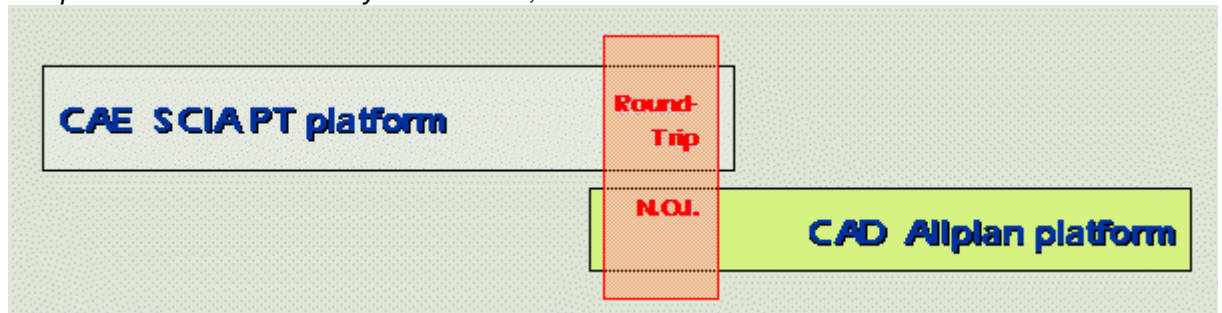 CAE SCIA PT platform
Round-
Trip
N.O.I.
CAD Allplan platform